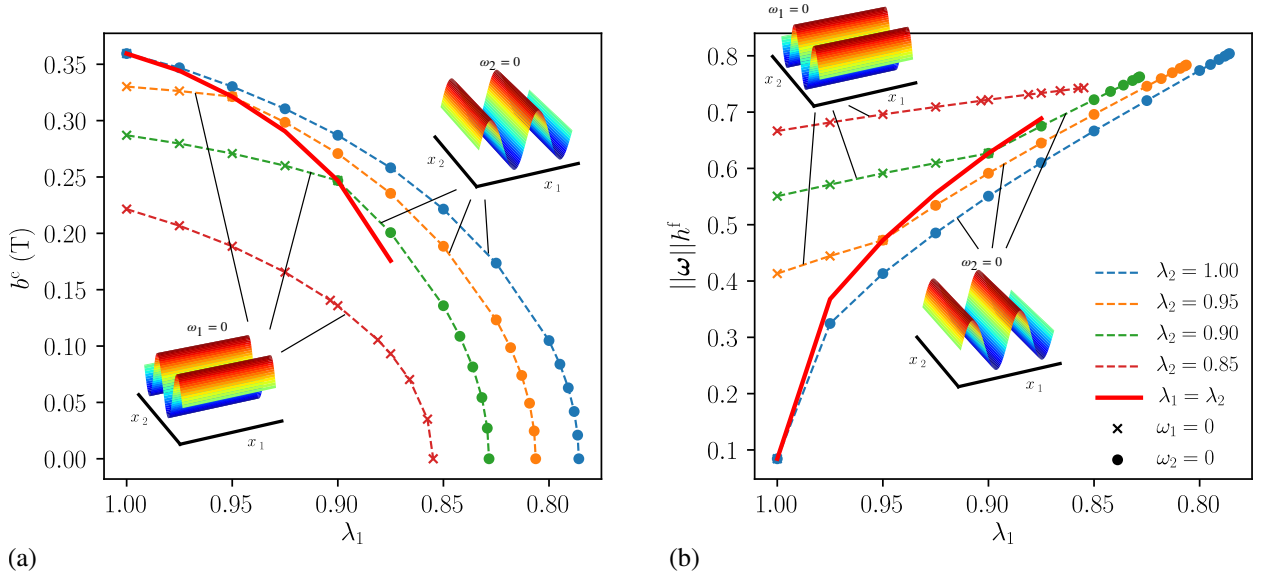 0.35
0.30
0.25
0.20
0.15
0.10
0.05
0.00
bᶜ (T)
1.00 0.95 0.90 0.85 0.80
λ₁
ω₂ = 0
x₂
x₁
ω₁ = 0
x₂
x₁
(a)
0.8
0.7
0.6
0.5
0.4
0.3
0.2
0.1
||ω||hᶠ
1.00 0.95 0.90 0.85 0.80
λ₁
ω₁ = 0
x₂
x₁
ω₂ = 0
x₂
x₁
λ₂ = 1.00
λ₂ = 0.95
λ₂ = 0.90
λ₂ = 0.85
λ₁ = λ₂
ω₁ = 0
ω₂ = 0
(b)